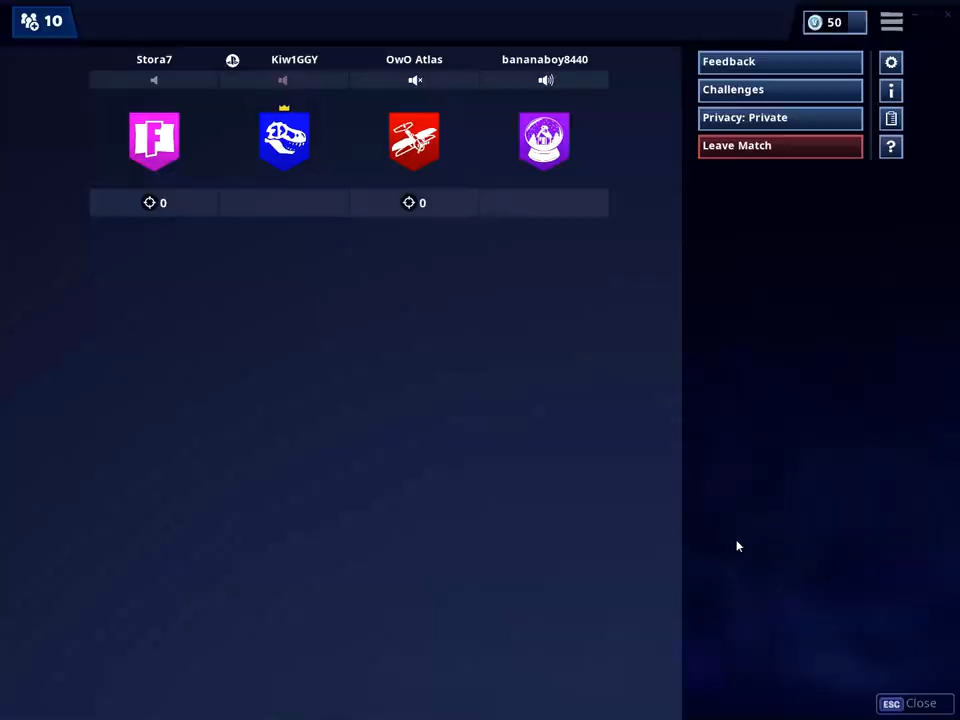 10
50
Stora7 Kiw1GGY OwO Atlas bananaboy8440
F
0 0
Feedback
Challenges
Privacy: Private
Leave Match
ESC Close